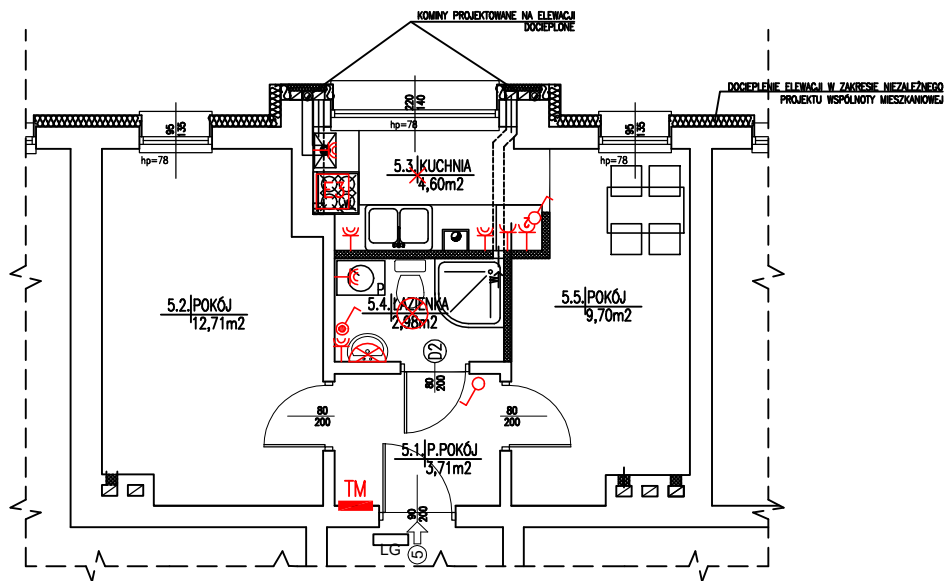 KOMINY PROJEKTOWANE NA ELEWACJI
DOCIEPLONE
DOCIEPLENIE ELEWACJI W ZAKRESIE NIEZALEŻNEGO
PROJEKTU WSPÓLNOTY MIESZKANIOWEJ
95
135
hp=78
220
140
hp=78
95
135
hp=78
5.3. KUCHNIA
4,60m2
5.2. POKÓJ
12,71m2
P
5.4. ŁAZIENKA
2,98m2
5.5. POKÓJ
9,70m2
D2
80
200
80
200
80
200
5.1. P.POKÓJ
3,71m2
TM
90
200
LG
5